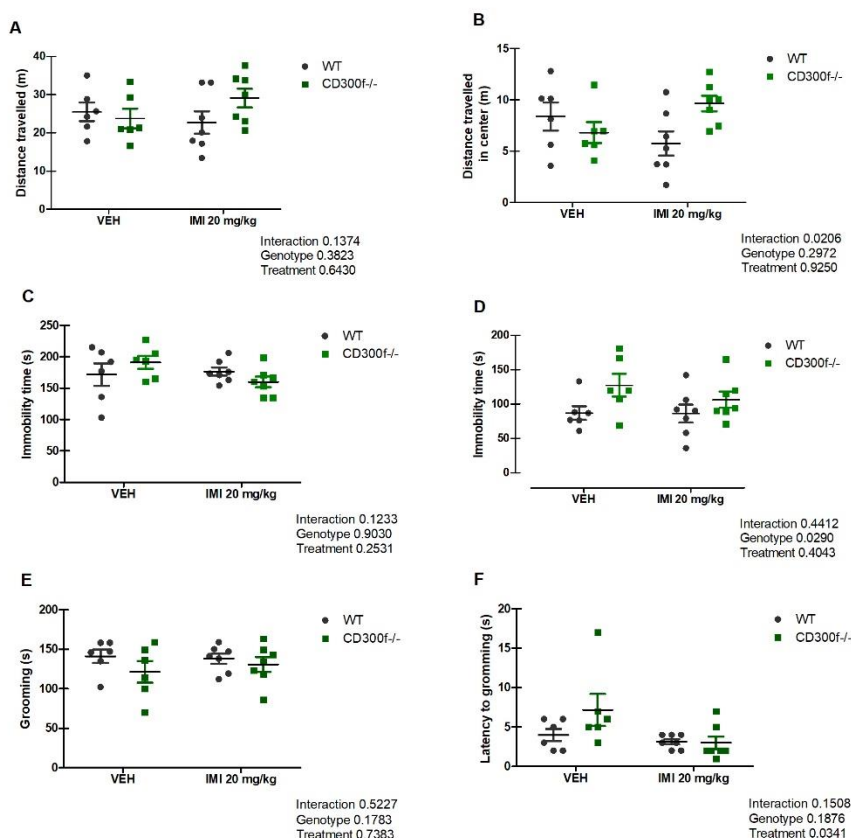 A
Distance travelled (m)
40
30
20
10
0
VEH
IMI 20 mg/kg
WT
CD300f-/-
Interaction 0.1374
Genotype 0.3823
Treatment 0.6430
B
Distance travelled
in center (m)
15
10
5
0
VEH
IMI 20 mg/kg
WT
CD300f-/-
Interaction 0.0206
Genotype 0.2972
Treatment 0.9250
C
Immobility time (s)
250
200
150
100
50
0
VEH
IMI 20 mg/kg
WT
CD300f-/-
Interaction 0.1233
Genotype 0.9030
Treatment 0.2531
D
Immobility time (s)
200
150
100
50
0
VEH
IMI 20 mg/kg
WT
CD300f-/-
Interaction 0.4412
Genotype 0.0290
Treatment 0.4043
E
Grooming (s)
200
150
100
50
0
VEH
IMI 20 mg/kg
WT
CD300f-/-
Interaction 0.5227
Genotype 0.1783
Treatment 0.7383
F
Latency to gromming (s)
20
15
10
5
0
VEH
IMI 20 mg/kg
WT
CD300f-/-
Interaction 0.1508
Genotype 0.1876
Treatment 0.0341